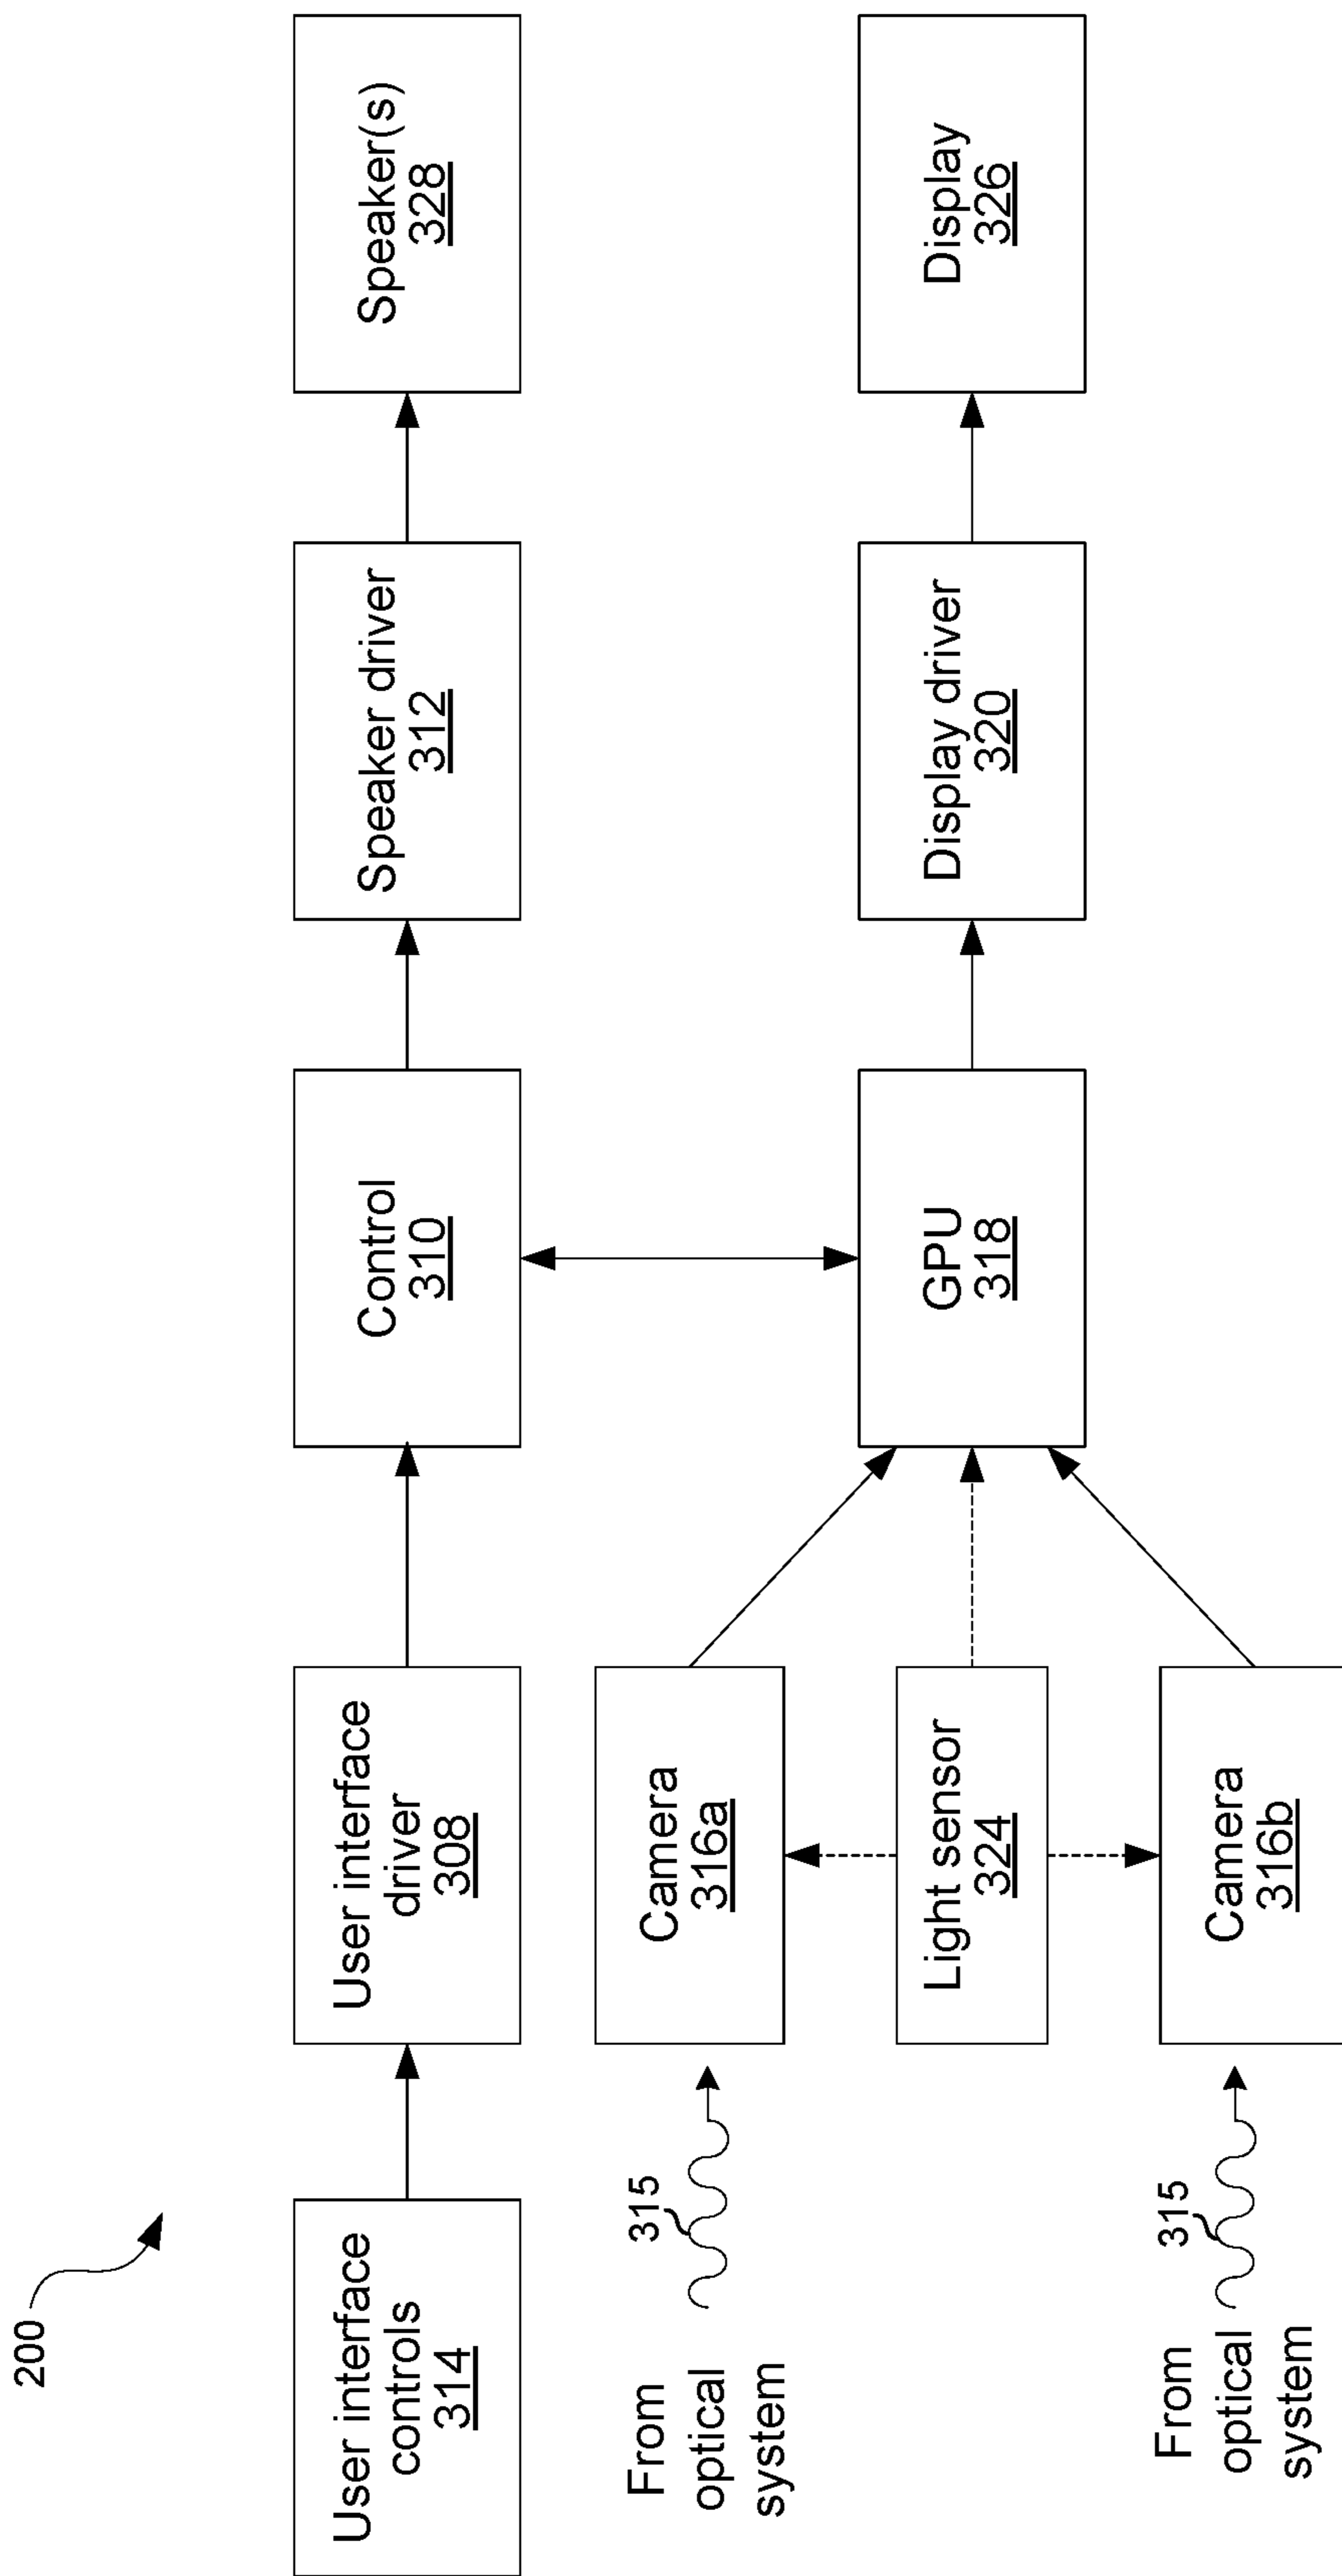 200
User interface
controls
314
User interface
driver
308
Control
310
Speaker driver
312
Speaker(s)
328
From
optical
system
315
Camera
316a
Light sensor
324
GPU
318
Display driver
320
Display
326
From
optical
system
315
Camera
316b